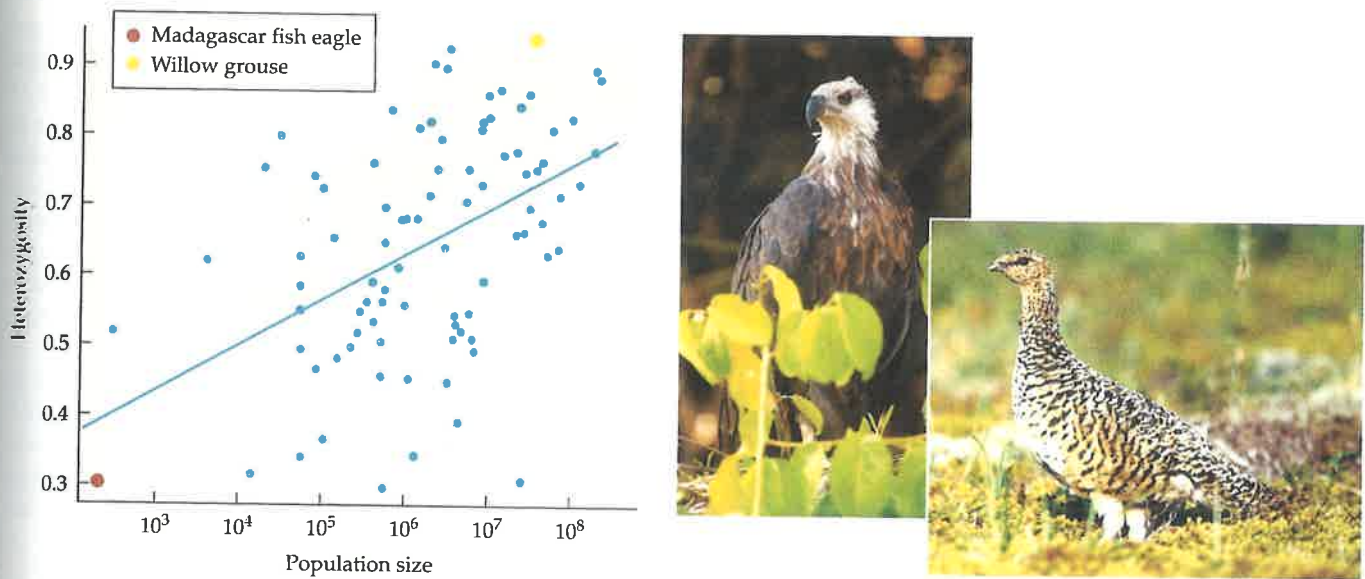 Madagascar fish eagle
Willow grouse
0.9
0.8
0.7
0.6
0.5
0.4
0.3
Heterozygosity
10³ 10⁴ 10⁵ 10⁶ 10⁷ 10⁸
Population size